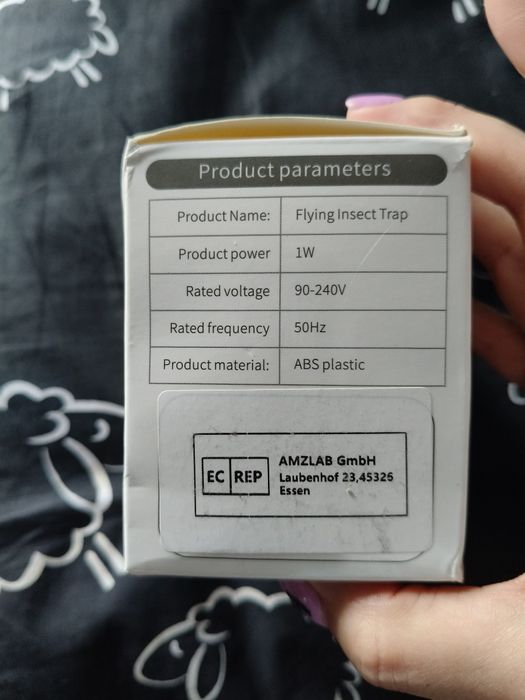 Product parameters
Product Name: Flying Insect Trap
Product power 1W
Rated voltage 90-240V
Rated frequency 50Hz
Product material: ABS plastic
EC REP
AMZLAB GmbH
Laubenhof 23,45326
Essen